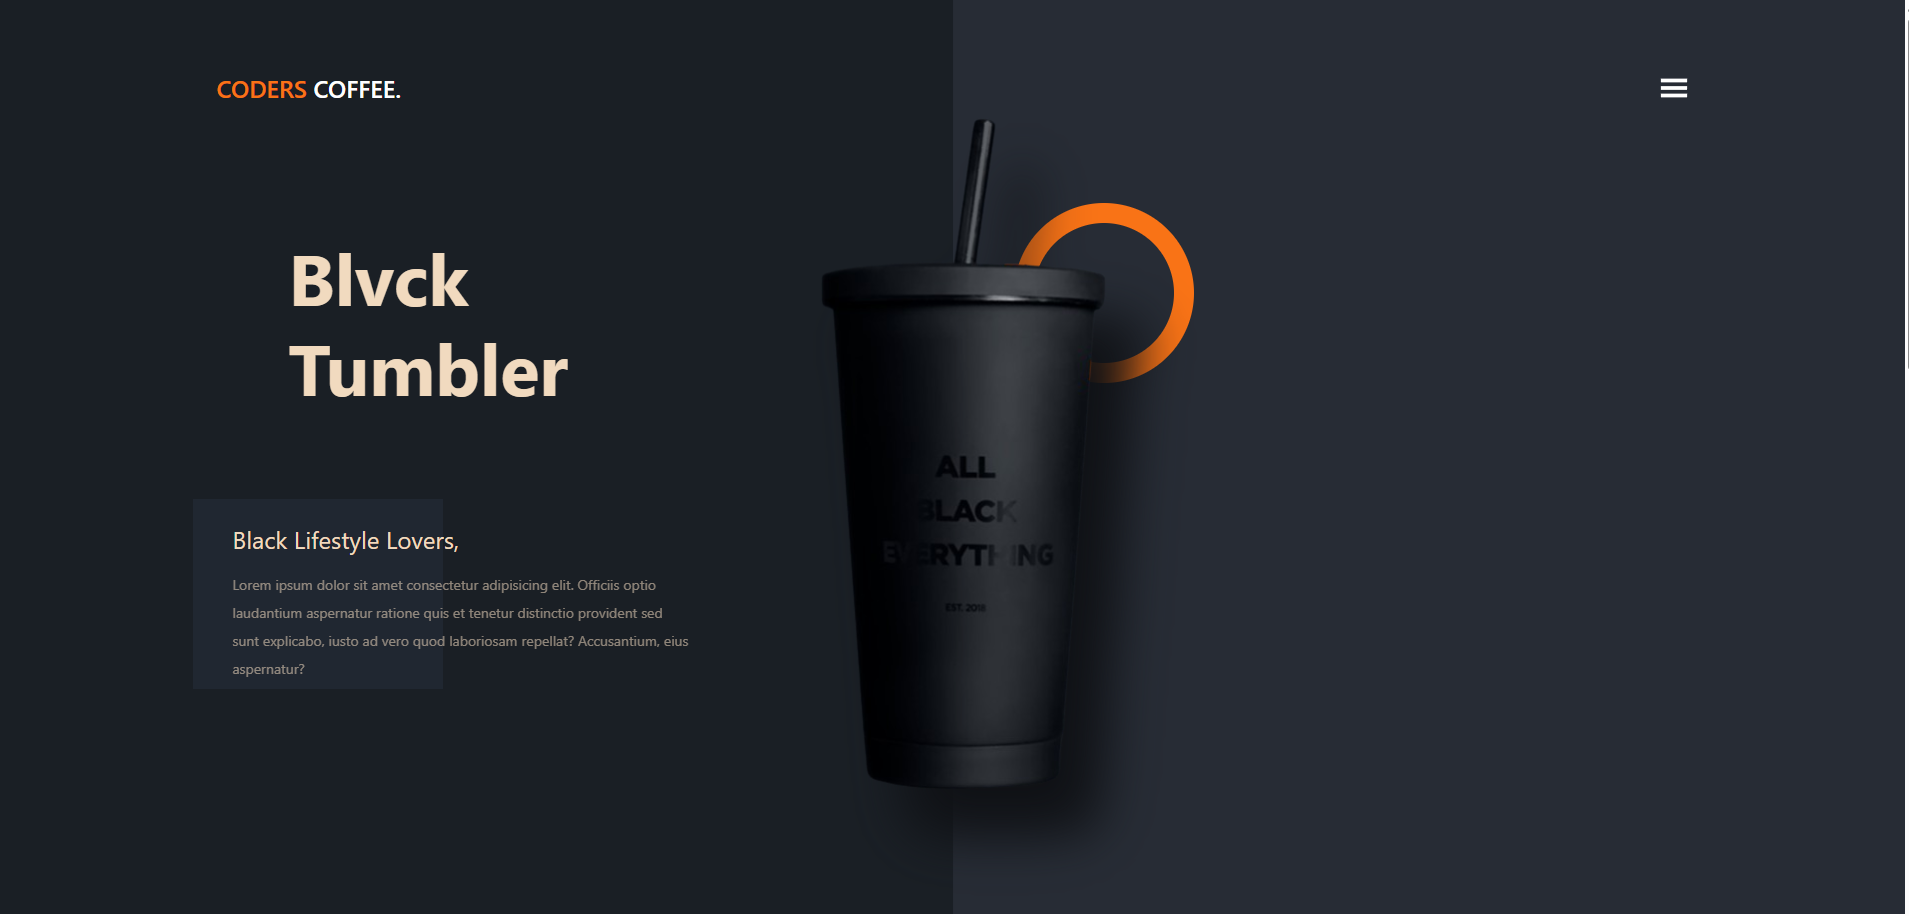 CODERS COFFEE.
Blvck
Tumbler
Black Lifestyle Lovers,
Lorem ipsum dolor sit amet consectetur adipisicing elit. Officiis optio
laudantium aspernatur ratione quis et tenetur distinctio provident sed
sunt explicabo, iusto ad vero quod laboriosam repellat? Accusantium, eius
aspernatur?
ALL
BLACK
EVERYTHING
EST. 2018